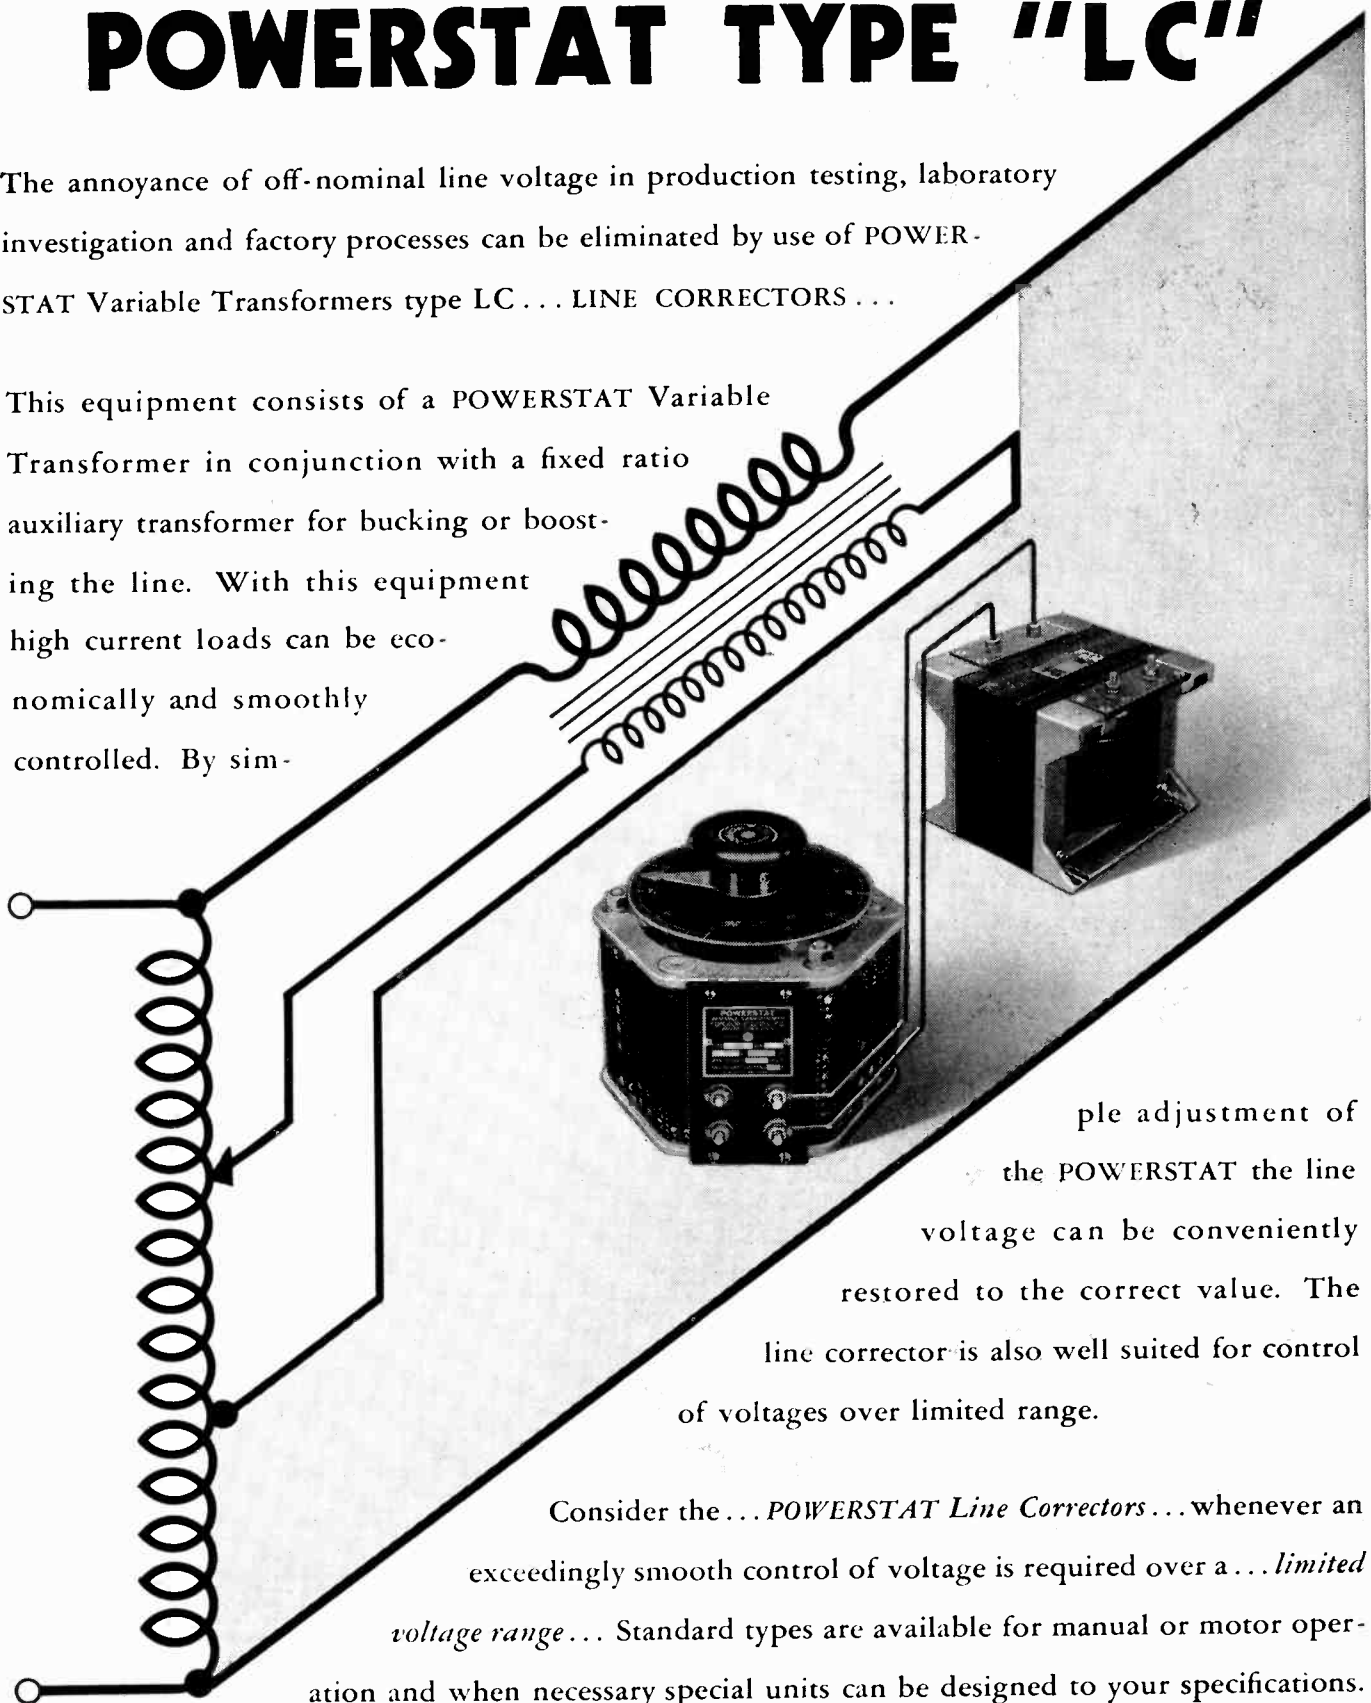 POWERSTAT TYPE "LC"
The annoyance of off-nominal line voltage in production testing, laboratory
investigation and factory processes can be eliminated by use of POWER-
STAT Variable Transformers type LC... LINE CORRECTORS...
This equipment consists of a POWERSTAT Variable
Transformer in conjunction with a fixed ratio
auxiliary transformer for bucking or boost-
ing the line. With this equipment
high current loads can be eco-
nomically and smoothly
controlled. By sim-
POWERSTAT
ple adjustment of
the POWERSTAT the line
voltage can be conveniently
restored to the correct value. The
line corrector is also well suited for control
of voltages over limited range.
Consider the... POWERSTAT Line Correctors... whenever an
exceedingly smooth control of voltage is required over a... limited
voltage range... Standard types are available for manual or motor oper-
ation and when necessary special units can be designed to your specifications.